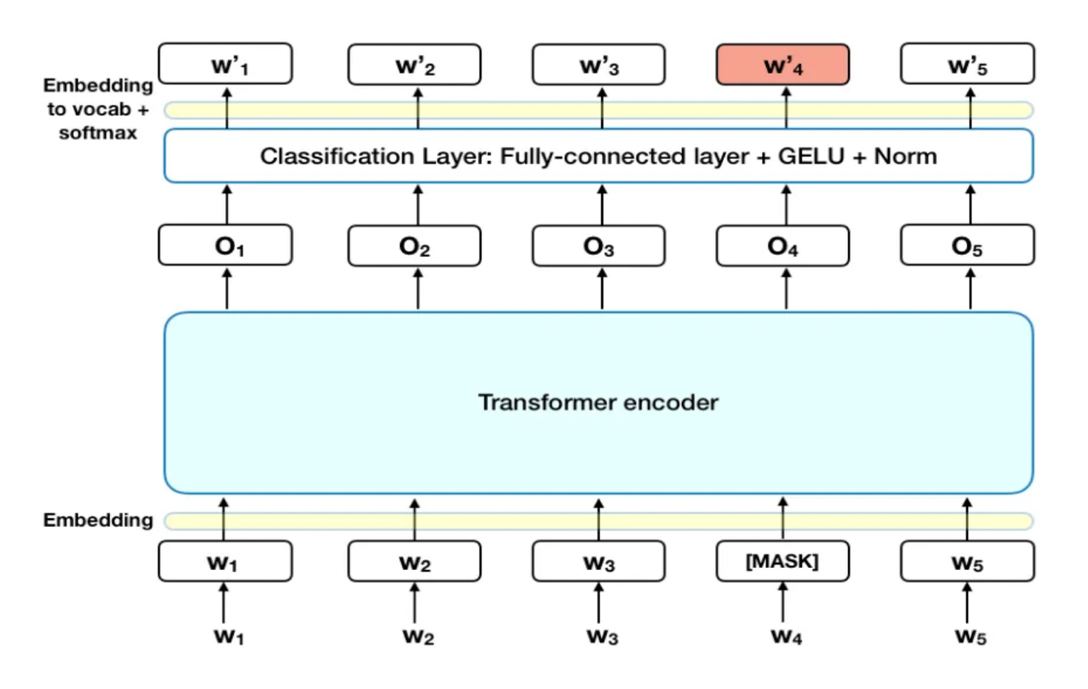 w'₁ w'₂ w'₃ w'₄ w'₅
Embedding
to vocab +
softmax
Classification Layer: Fully-connected layer + GELU + Norm
O₁ O₂ O₃ O₄ O₅
Transformer encoder
Embedding
w₁ w₂ w₃ [MASK] w₅
w₁ w₂ w₃ w₄ w₅